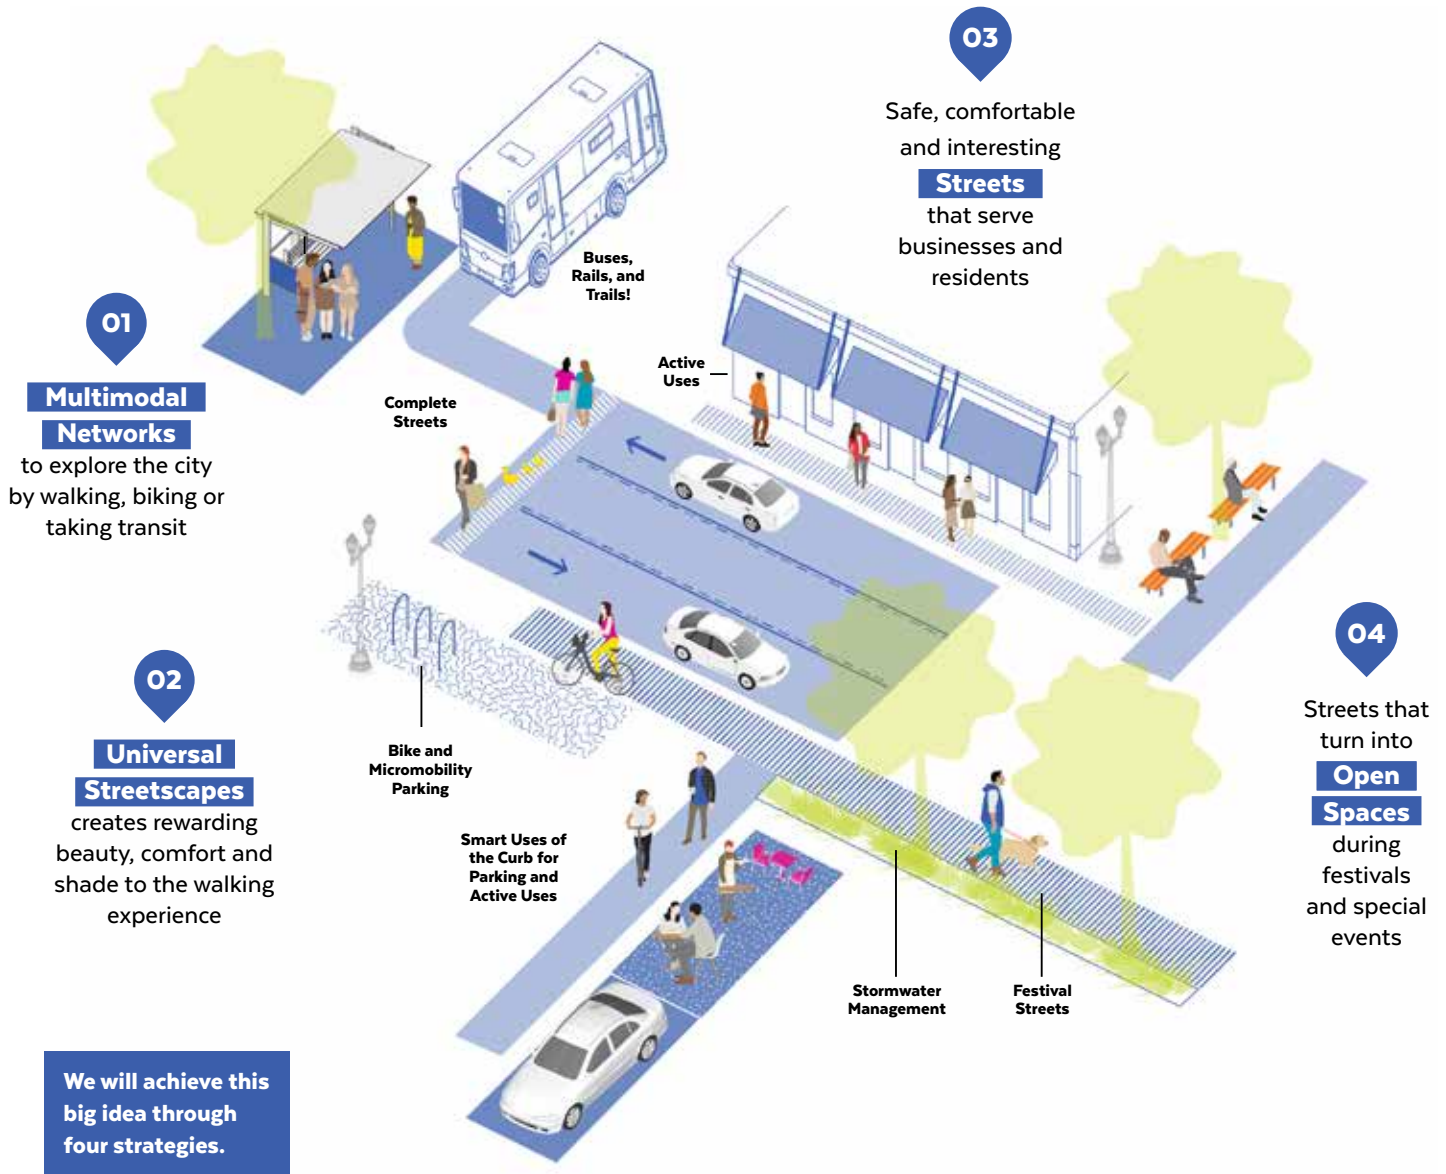 01
Multimodal
Networks
to explore the city
by walking, biking or
taking transit
02
Universal
Streetscapes
creates rewarding
beauty, comfort and
shade to the walking
experience
03
Safe, comfortable
and interesting
Streets
that serve
businesses and
residents
04
Streets that
turn into
Open
Spaces
during
festivals
and special
events
Buses,
Rails, and
Trails!
Active
Uses
Complete
Streets
Bike and
Micromobility
Parking
Smart Uses of
the Curb for
Parking and
Active Uses
Stormwater
Management
Festival
Streets
We will achieve this
big idea through
four strategies.